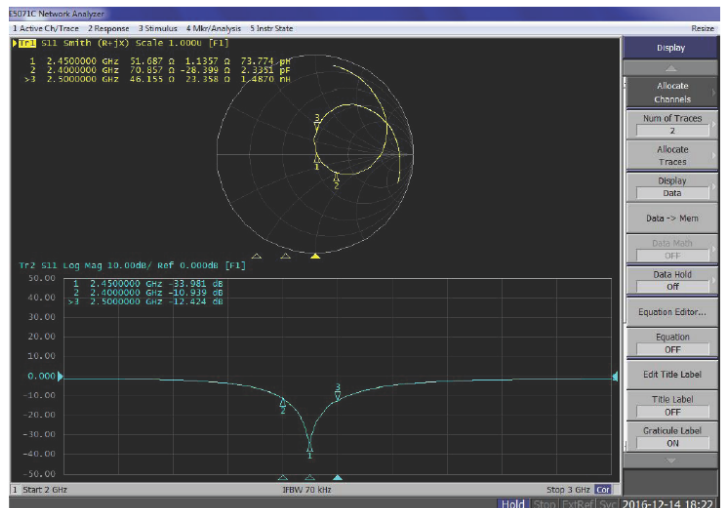 E5071C Network Analyzer
1 Active Ch/Trace 2 Response 3 Stimulus 4 Mkr/Analysis 5 Instr State
Resize
Tr1 S11 Smith (R+jX) Scale 1.000U [F1]
1 2.4500000 GHz 51.687 Ω 1.1357 Ω 73.774 pH
2 2.4000000 GHz 70.857 Ω -28.399 Ω 2.3351 pF
>3 2.5000000 GHz 46.155 Ω 23.358 Ω 1.4870 nH
3
1
2
Tr2 S11 Log Mag 10.00dB/ Ref 0.000dB [F1]
50.00
1 2.4500000 GHz -33.981 dB
2 2.4000000 GHz -10.939 dB
>3 2.5000000 GHz -12.424 dB
40.00
30.00
20.00
10.00
0.000
-10.00
-20.00
-30.00
-40.00
-50.00
3
2
1
1 Start 2 GHz
IFBW 70 kHz
Stop 3 GHz Cor
Display
Allocate
Channels
Num of Traces
2
Allocate
Traces
Display
Data
Data -> Mem
Data Math
OFF
Data Hold
Off
Equation Editor...
Equation
OFF
Edit Title Label
Title Label
OFF
Graticule Label
ON
Hold Stop ExtRef Svc 2016-12-14 18:22